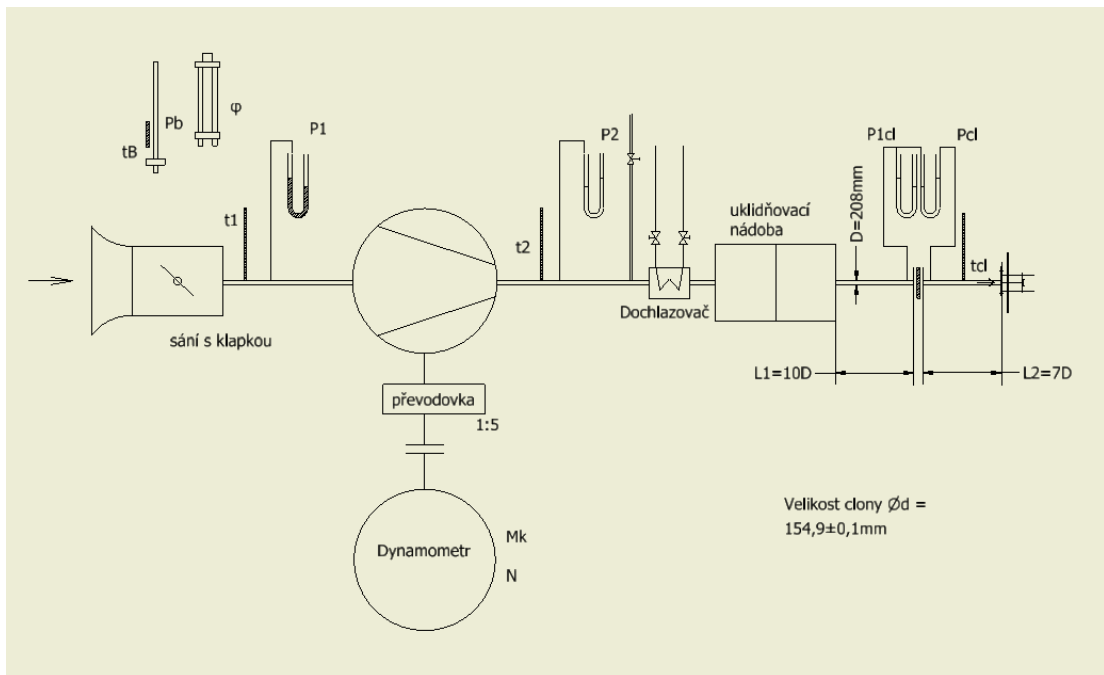 φ
Pb
tB
P1
P2
P1cl
Pcl
D=208mm
t1
t2
uklidňovací
nádoba
tcl
Dochlazovač
sání s klapkou
L1=10D
L2=7D
převodovka
1:5
Velikost clony Ød =
154,9±0,1mm
Dynamometr
Mk
N